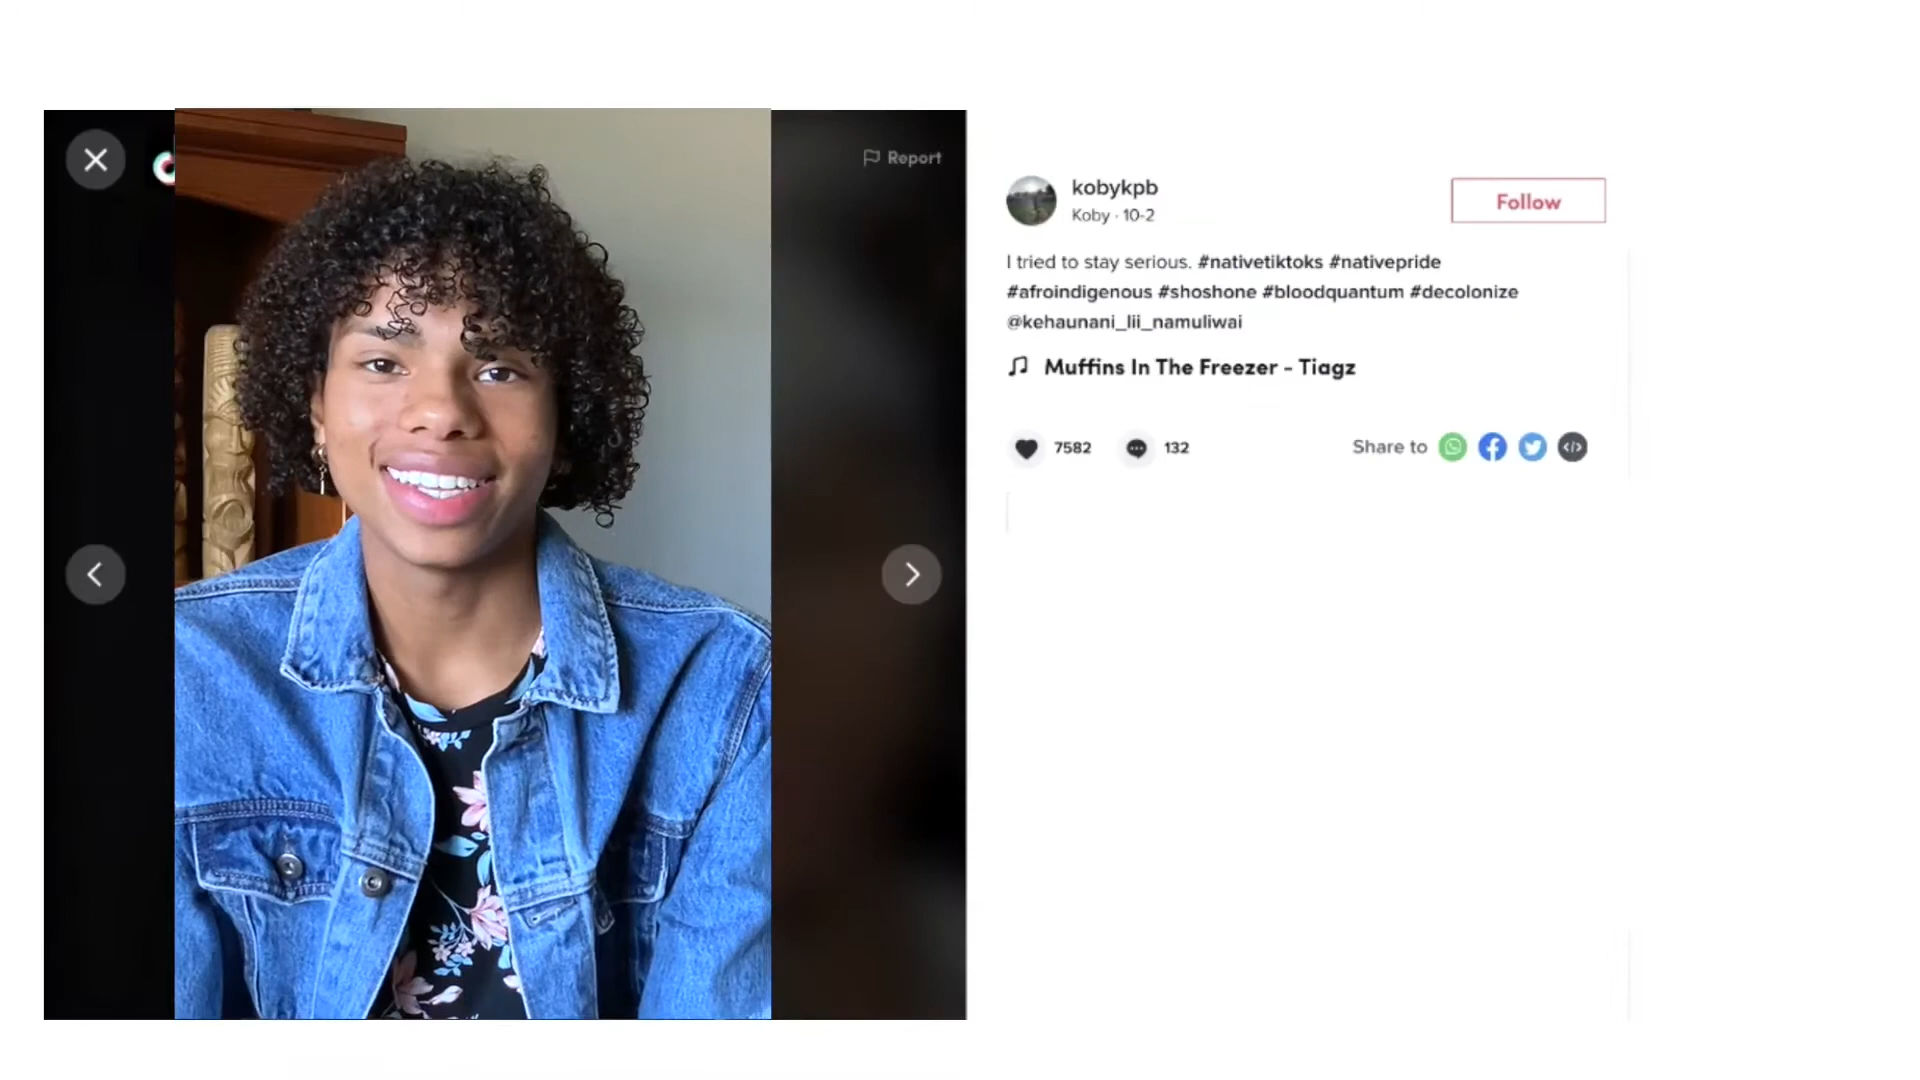 Report
kobykpb
Koby · 10-2
Follow
I tried to stay serious. #nativetiktoks #nativepride
#afroindigenous #shoshone #bloodquantum #decolonize
@kehaunani_lii_namuliwai
Muffins In The Freezer - Tiagz
7582
132
Share to